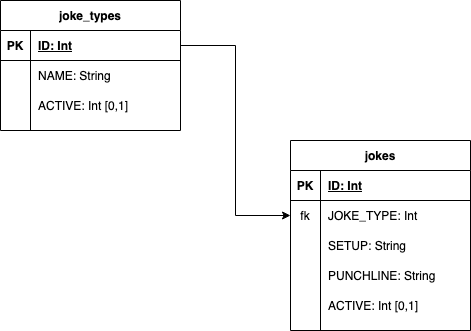 joke_types
PK ID: Int
NAME: String
ACTIVE: Int [0,1]
jokes
PK ID: Int
fk JOKE_TYPE: Int
SETUP: String
PUNCHLINE: String
ACTIVE: Int [0,1]